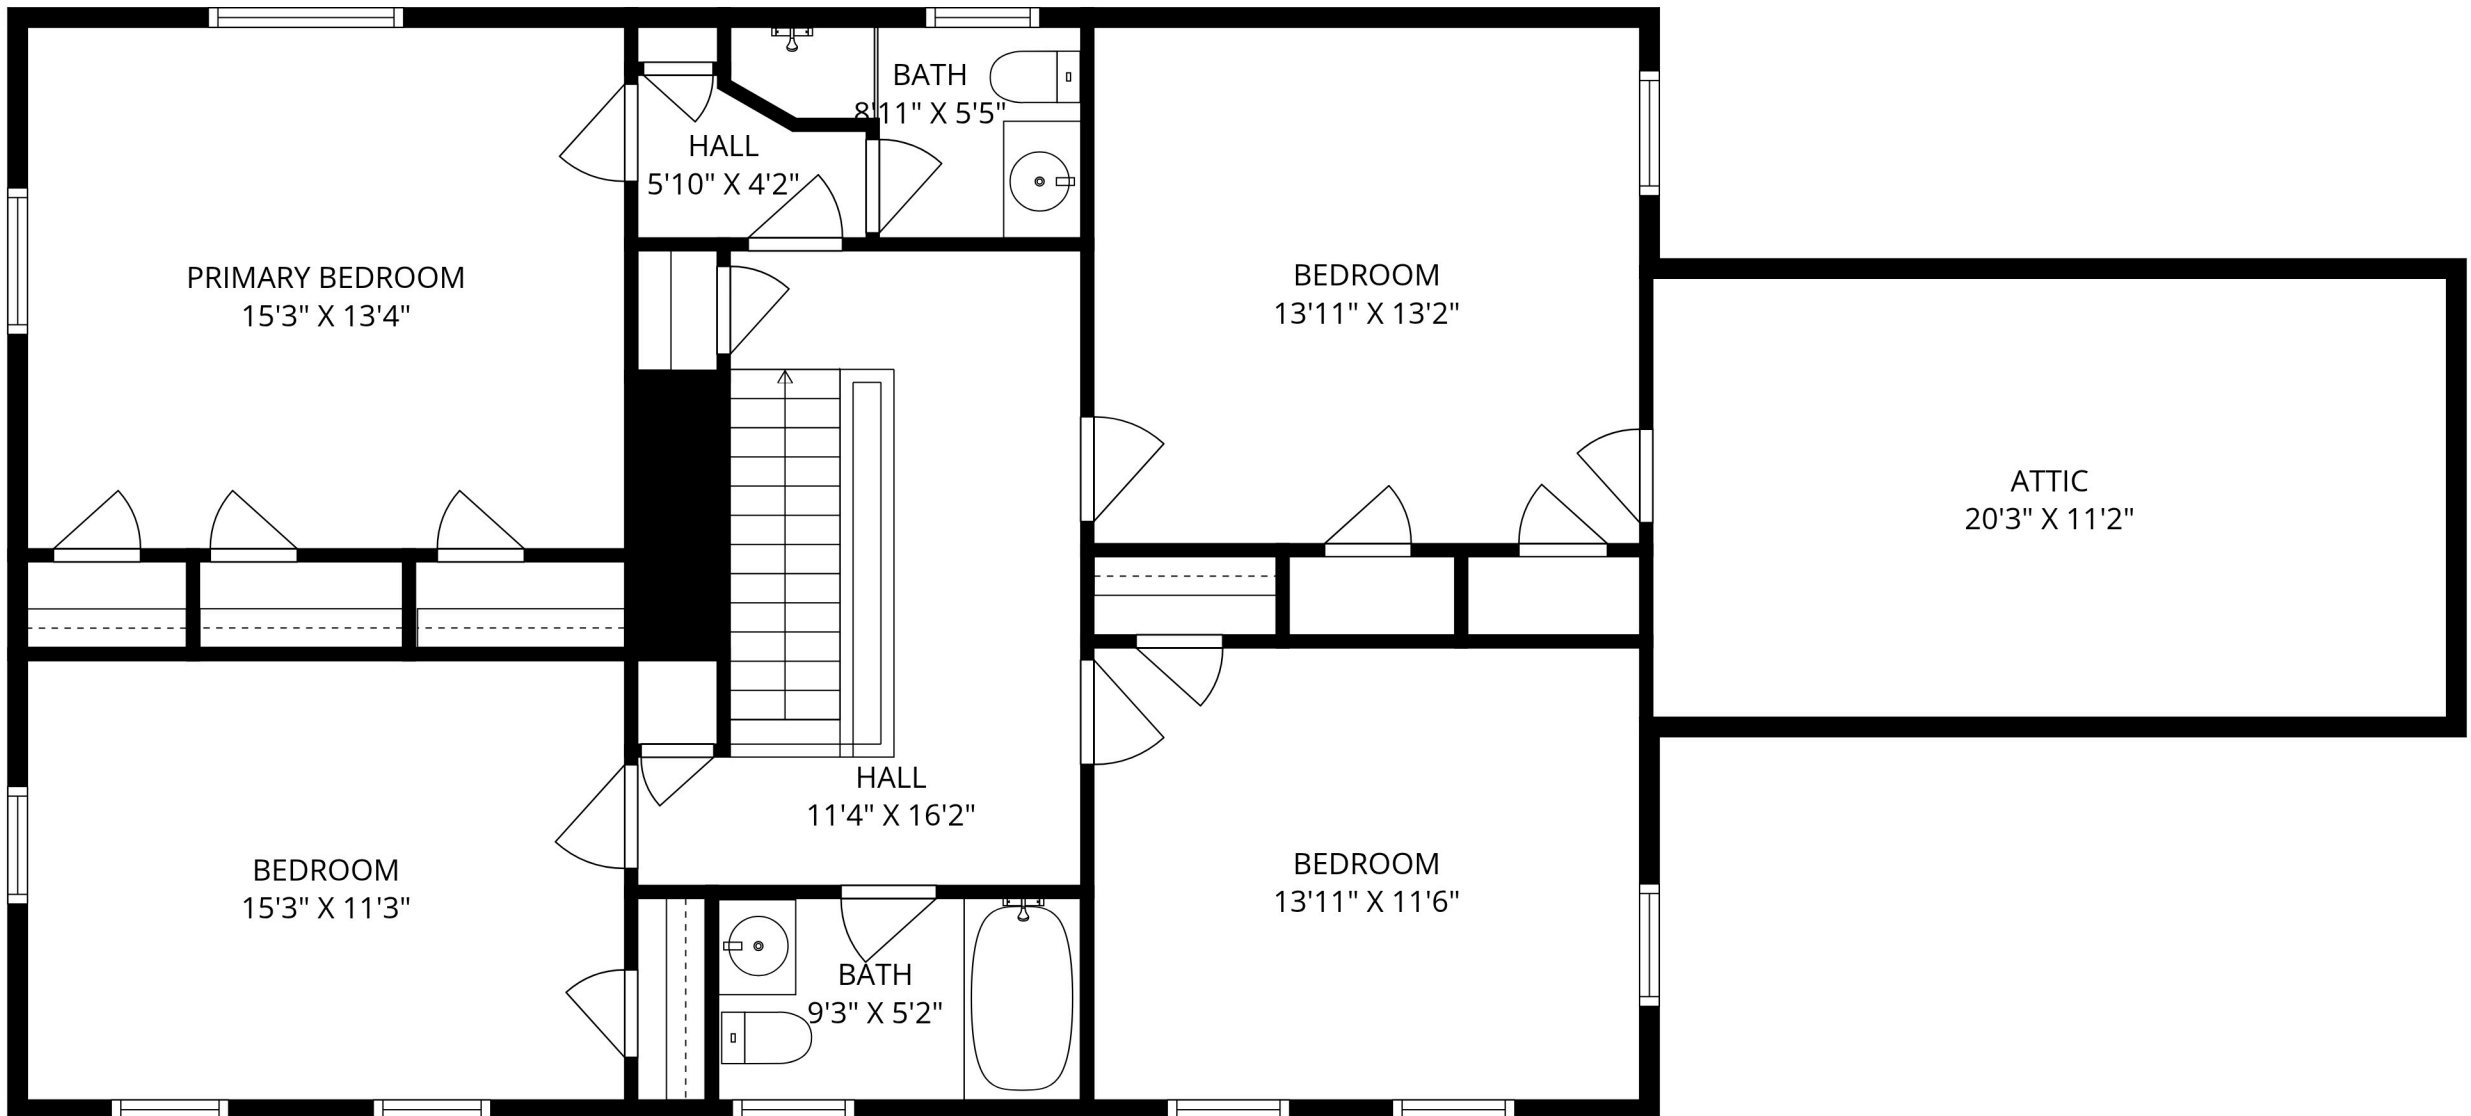 BATH
8'11" X 5'5"
HALL
5'10" X 4'2"
PRIMARY BEDROOM
15'3" X 13'4"
BEDROOM
13'11" X 13'2"
ATTIC
20'3" X 11'2"
HALL
11'4" X 16'2"
BEDROOM
15'3" X 11'3"
BEDROOM
13'11" X 11'6"
BATH
9'3" X 5'2"